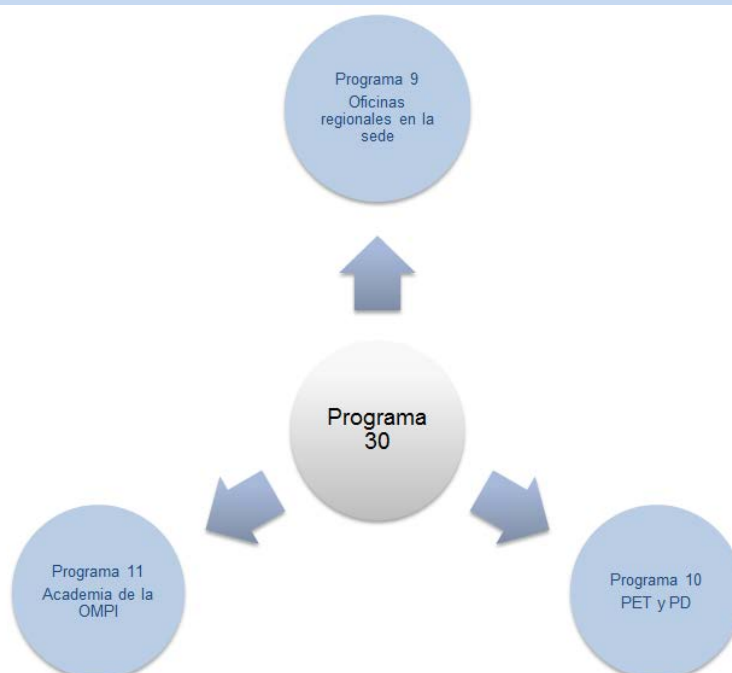 Programa 9
Oficinas
regionales en la
sede
Programa
30
Programa 11
Academia de la
OMPI
Programa 10
PET y PD